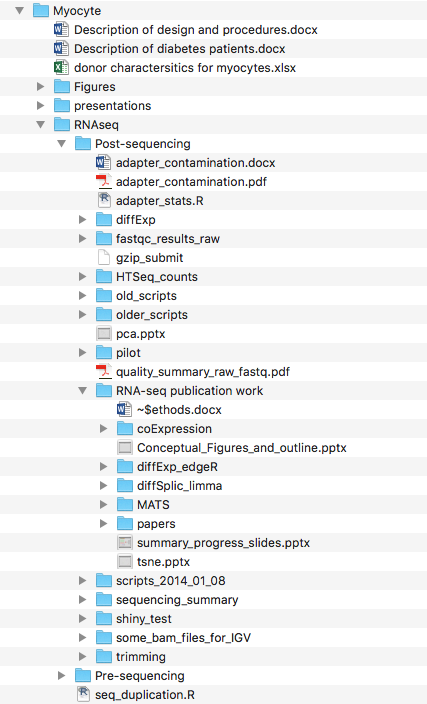 Myocyte
Description of design and procedures.docx
Description of diabetes patients.docx
donor charactersitics for myocytes.xlsx
Figures
presentations
RNAseq
Post-sequencing
adapter_contamination.docx
adapter_contamination.pdf
adapter_stats.R
diffExp
fastqc_results_raw
gzip_submit
HTSeq_counts
old_scripts
older_scripts
pca.pptx
pilot
quality_summary_raw_fastq.pdf
RNA-seq publication work
~$ethods.docx
coExpression
Conceptual_Figures_and_outline.pptx
diffExp_edgeR
diffSplic_limma
MATS
papers
summary_progress_slides.pptx
tsne.pptx
scripts_2014_01_08
sequencing_summary
shiny_test
some_bam_files_for_IGV
trimming
Pre-sequencing
seq_duplication.R